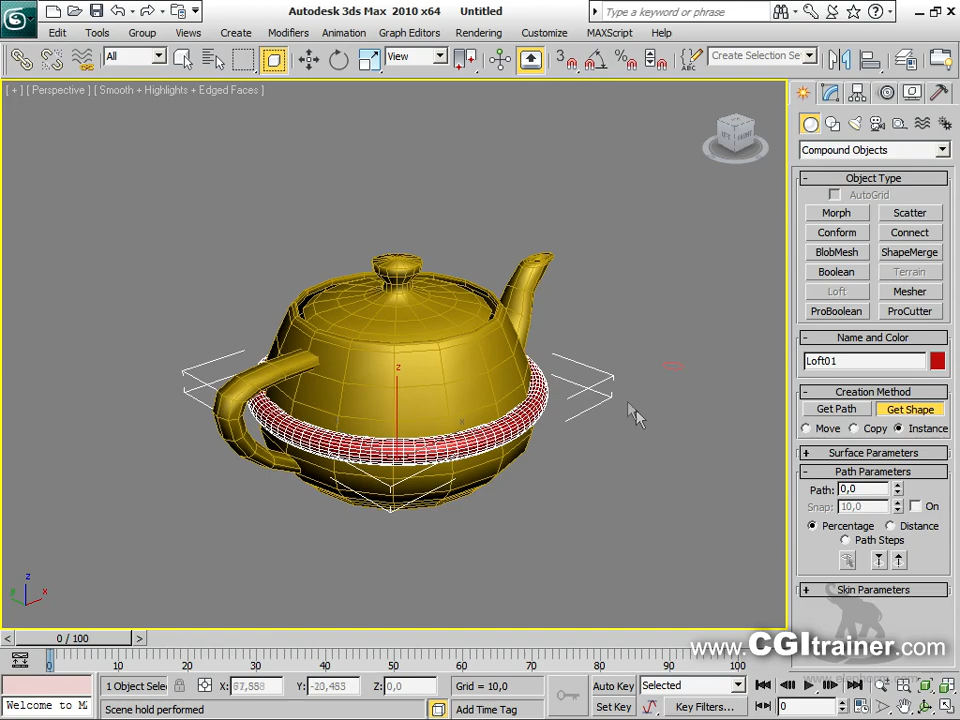 Autodesk 3ds Max 2010 x64 Untitled
Type a keyword or phrase
File Edit Tools Group Views Create Modifiers Animation Graph Editors Rendering Customize MAXScript Help
All
View
3
Create Selection Se
[ + ] [ Perspective ] [ Smooth + Highlights + Edged Faces ]
Compound Objects
- Object Type
AutoGrid
Morph Scatter
Conform Connect
BlobMesh ShapeMerge
Boolean Terrain
Loft Mesher
ProBoolean ProCutter
- Name and Color
Loft01
- Creation Method
Get Path Get Shape
Move Copy Instance
+ Surface Parameters
- Path Parameters
Path: 0,0
Snap: 10,0 On
Percentage Distance
Path Steps
+ Skin Parameters
z
x
z
x
< 0 / 100 >
0 10 20 30 40 50 60 70 80 90 100
www.CGItrainer.com
1 Object Selec X: 67,558 Y: -20,453 Z: 0,0 Grid = 10,0 Auto Key Selected
Welcome to M Scene hold performed Add Time Tag Set Key Key Filters... 0